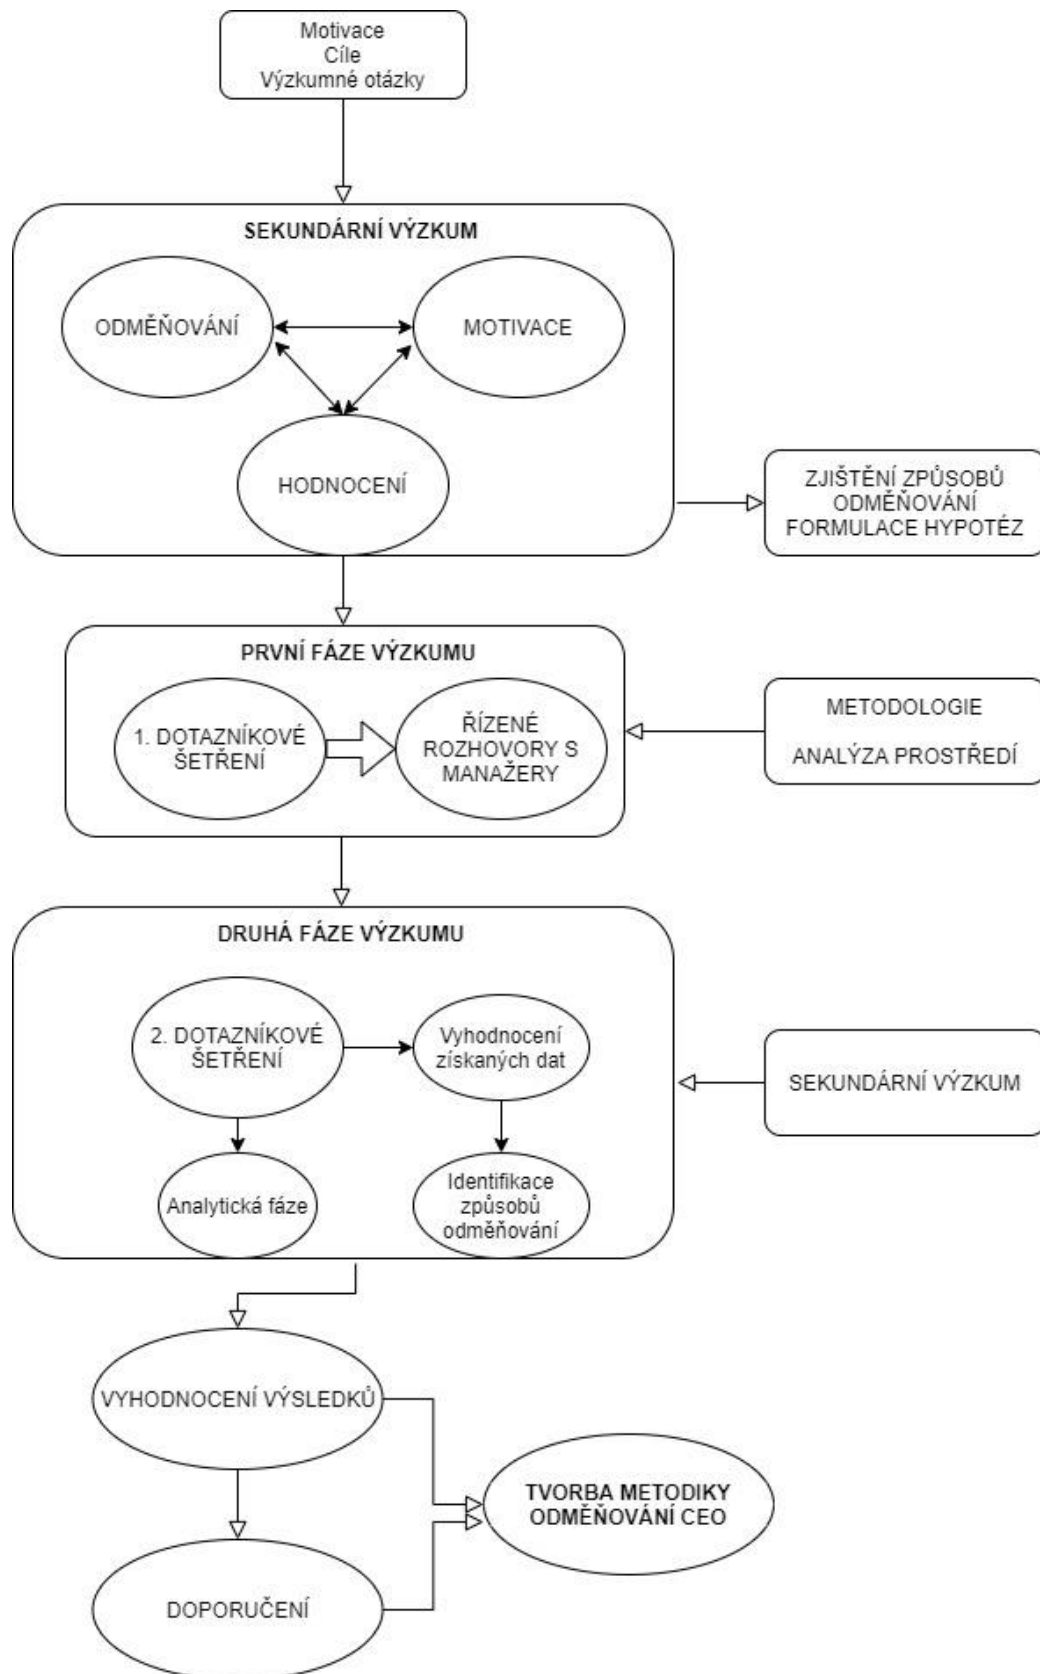 Motivace
Cíle
Výzkumné otázky
SEKUNDÁRNÍ VÝZKUM
ODMĚŇOVÁNÍ
MOTIVACE
HODNOCENÍ
ZJIŠTĚNÍ ZPŮSOBŮ
ODMĚŇOVÁNÍ
FORMULACE HYPOTÉZ
PRVNÍ FÁZE VÝZKUMU
1. DOTAZNÍKOVÉ
ŠETŘENÍ
ŘÍZENÉ
ROZHOVORY S
MANAŽERY
METODOLOGIE
ANALÝZA PROSTŘEDÍ
DRUHÁ FÁZE VÝZKUMU
2. DOTAZNÍKOVÉ
ŠETŘENÍ
Vyhodnocení
získaných dat
Analytická fáze
Identifikace
způsobů
odměňování
SEKUNDÁRNÍ VÝZKUM
VYHODNOCENÍ VÝSLEDKŮ
TVORBA METODIKY
ODMĚŇOVÁNÍ CEO
DOPORUČENÍ